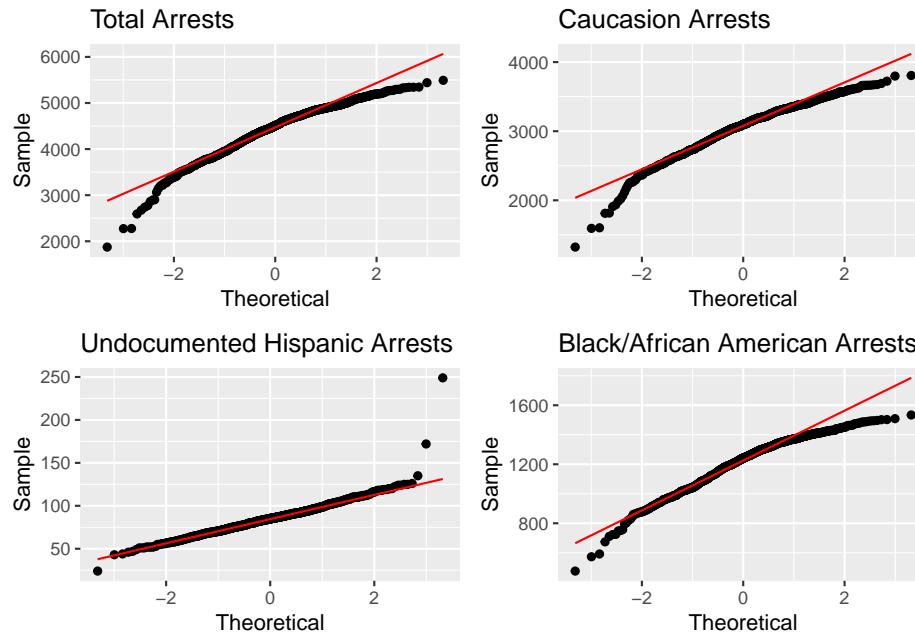 Total Arrests
6000
5000
4000
3000
2000
Sample
−2 0 2
Theoretical
Caucasion Arrests
4000
3000
2000
Sample
−2 0 2
Theoretical
Undocumented Hispanic Arrests
250
200
150
100
50
Sample
−2 0 2
Theoretical
Black/African American Arrests
1600
1200
800
Sample
−2 0 2
Theoretical